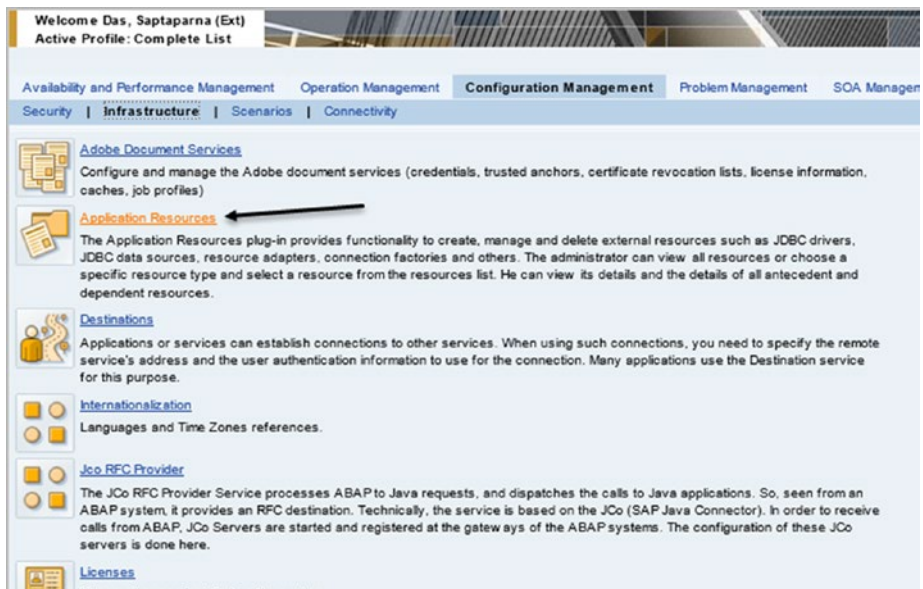 Welcome Das, Saptaparna (Ext)
Active Profile: Complete List
Availability and Performance Management Operation Management Configuration Management Problem Management SOA Managem
Security | Infrastructure | Scenarios | Connectivity
Adobe Document Services
Configure and manage the Adobe document services (credentials, trusted anchors, certificate revocation lists, license information,
caches, job profiles)
Application Resources
The Application Resources plug-in provides functionality to create, manage and delete external resources such as JDBC drivers,
JDBC data sources, resource adapters, connection factories and others. The administrator can view all resources or choose a
specific resource type and select a resource from the resources list. He can view its details and the details of all antecedent and
dependent resources.
Destinations
Applications or services can establish connections to other services. When using such connections, you need to specify the remote
service's address and the user authentication information to use for the connection. Many applications use the Destination service
for this purpose.
Internationalization
Languages and Time Zones references.
Jco RFC Provider
The JCo RFC Provider Service processes ABAP to Java requests, and dispatches the calls to Java applications. So, seen from an
ABAP system, it provides an RFC destination. Technically, the service is based on the JCo (SAP Java Connector). In order to receive
calls from ABAP, JCo Servers are started and registered at the gateways of the ABAP systems. The configuration of these JCo
servers is done here.
Licenses